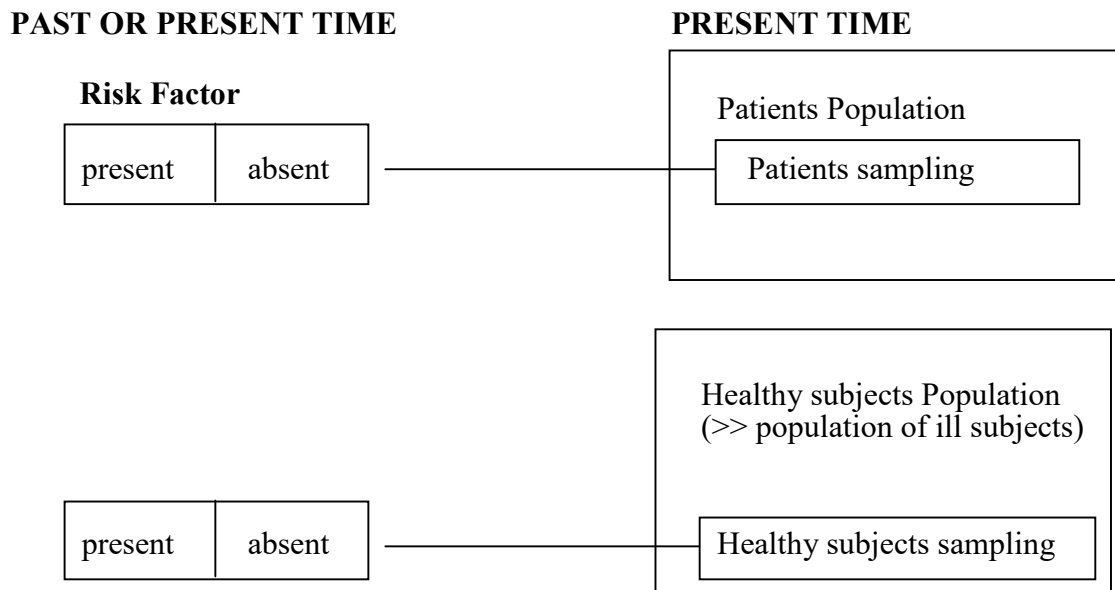 PAST OR PRESENT TIME
PRESENT TIME
Risk Factor
present
absent
Patients Population
Patients sampling
Healthy subjects Population
(>> population of ill subjects)
present
absent
Healthy subjects sampling